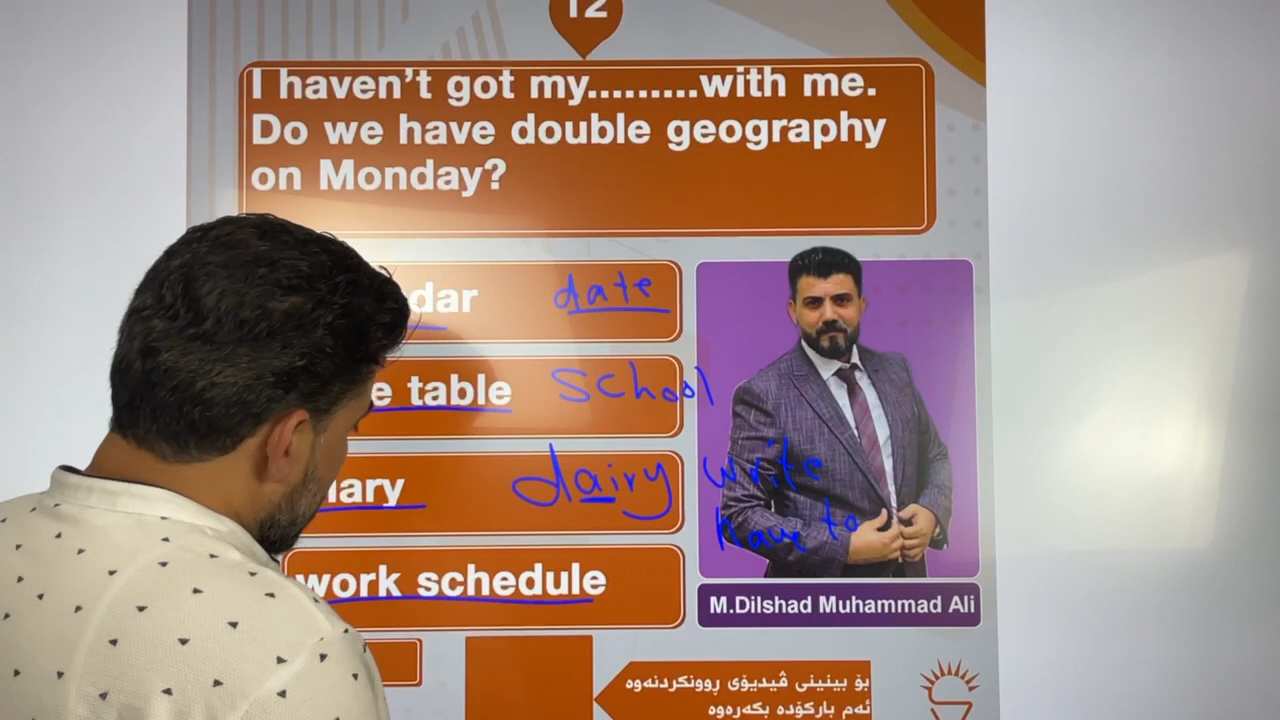 12
I haven't got my.........with me.
Do we have double geography
on Monday?
dar date
e table school
iary dairy write
have to
work schedule
M.Dilshad Muhammad Ali
بۆ بینینی ڤیدیۆی ڕوونکردنەوە
ئەم بارکۆدە بکەرەوە